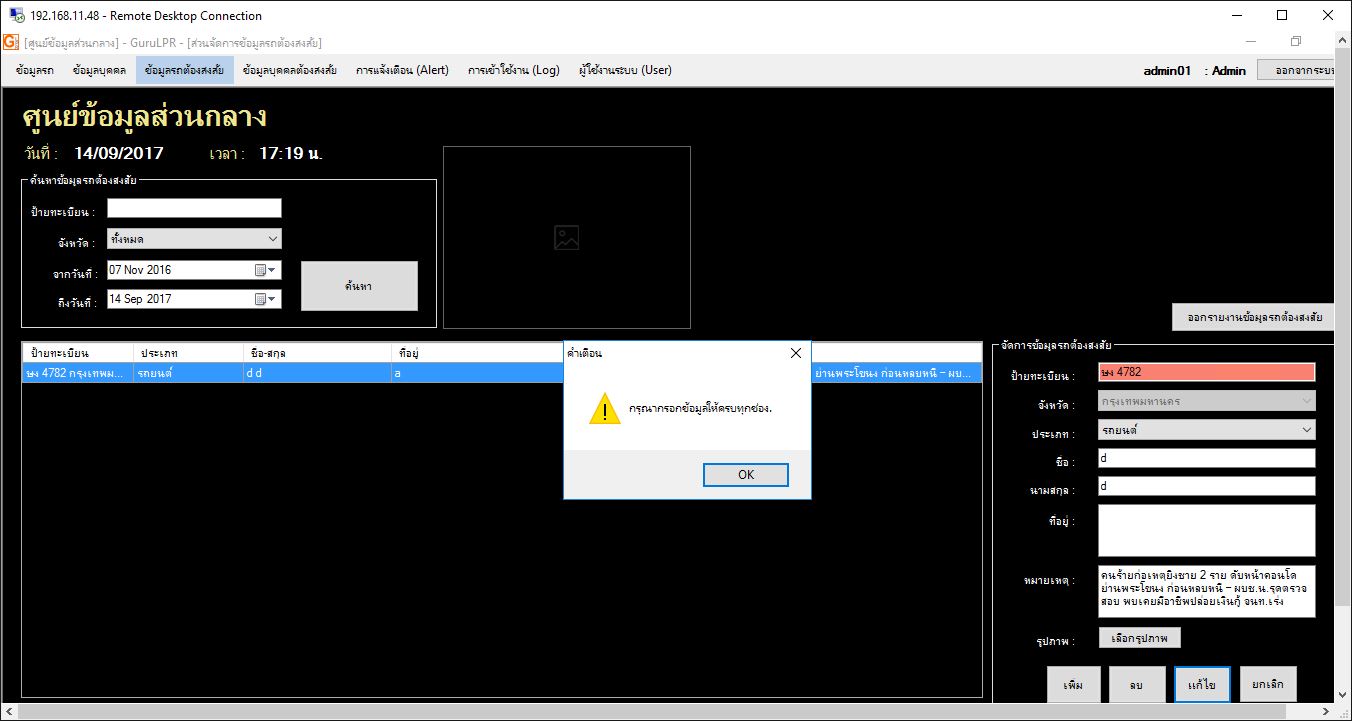 192.168.11.48 - Remote Desktop Connection
[ศูนย์ข้อมูลส่วนกลาง] - GuruLPR - [ส่วนจัดการข้อมูลรถต้องสงสัย]
ข้อมูลรถ ข้อมูลบุคคล ข้อมูลรถต้องสงสัย ข้อมูลบุคคลต้องสงสัย การแจ้งเตือน (Alert) การเข้าใช้งาน (Log) ผู้ใช้งานระบบ (User) admin01 : Admin ออกจากระบบ
ศูนย์ข้อมูลส่วนกลาง
วันที่ : 14/09/2017 เวลา : 17:19 น.
ค้นหาข้อมูลรถต้องสงสัย
ป้ายทะเบียน :
จังหวัด : ทั้งหมด
จากวันที่ : 07 Nov 2016
ถึงวันที่ : 14 Sep 2017
ค้นหา
ออกรายงานข้อมูลรถต้องสงสัย
ป้ายทะเบียน ประเภท ชื่อ-สกุล ที่อยู่
ษง 4782 กรุงเทพม... รถยนต์ d d a ย่านพระโขนง ก่อนหลบหนี – ผบ...
คำเตือน
กรุณากรอกข้อมูลให้ครบทุกช่อง.
OK
จัดการข้อมูลรถต้องสงสัย
ป้ายทะเบียน : ษง 4782
จังหวัด : กรุงเทพมหานคร
ประเภท : รถยนต์
ชื่อ : d
นามสกุล : d
ที่อยู่ :
หมายเหตุ : คนร้ายก่อเหตุยิงชาย 2 ราย ดับหน้าคอนโด
ย่านพระโขนง ก่อนหลบหนี – ผบช.น.รุดตรวจ
สอบ พบเคยมีอาชีพปล่อยเงินกู้ จนท.เร่ง
รูปภาพ : เลือกรูปภาพ
เพิ่ม ลบ แก้ไข ยกเลิก